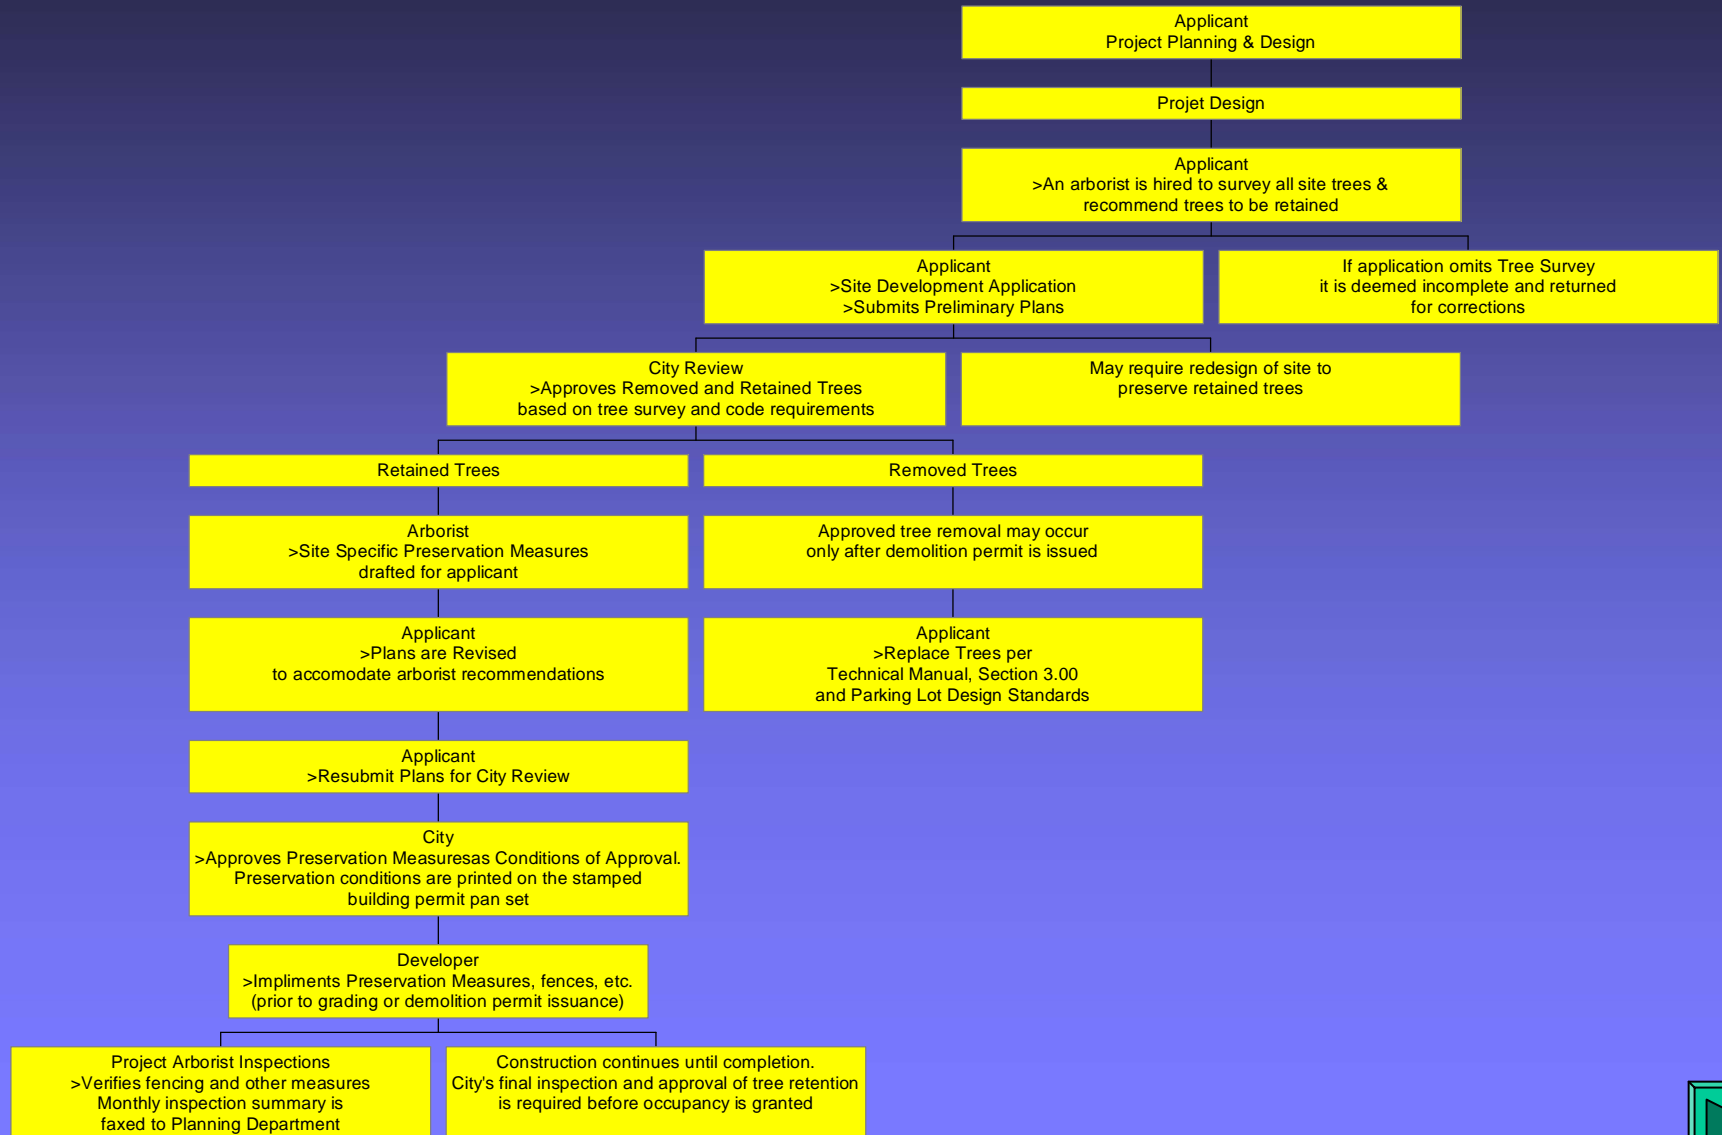 Applicant
Project Planning & Design
Projet Design
Applicant
>An arborist is hired to survey all site trees &
recommend trees to be retained
Applicant
>Site Development Application
>Submits Preliminary Plans
If application omits Tree Survey
it is deemed incomplete and returned
for corrections
City Review
>Approves Removed and Retained Trees
based on tree survey and code requirements
May require redesign of site to
preserve retained trees
Retained Trees
Removed Trees
Arborist
>Site Specific Preservation Measures
drafted for applicant
Approved tree removal may occur
only after demolition permit is issued
Applicant
>Plans are Revised
to accomodate arborist recommendations
Applicant
>Replace Trees per
Technical Manual, Section 3.00
and Parking Lot Design Standards
Applicant
>Resubmit Plans for City Review
City
>Approves Preservation Measuresas Conditions of Approval.
Preservation conditions are printed on the stamped
building permit pan set
Developer
>Impliments Preservation Measures, fences, etc.
(prior to grading or demolition permit issuance)
Project Arborist Inspections
>Verifies fencing and other measures
Monthly inspection summary is
faxed to Planning Department
Construction continues until completion.
City's final inspection and approval of tree retention
is required before occupancy is granted